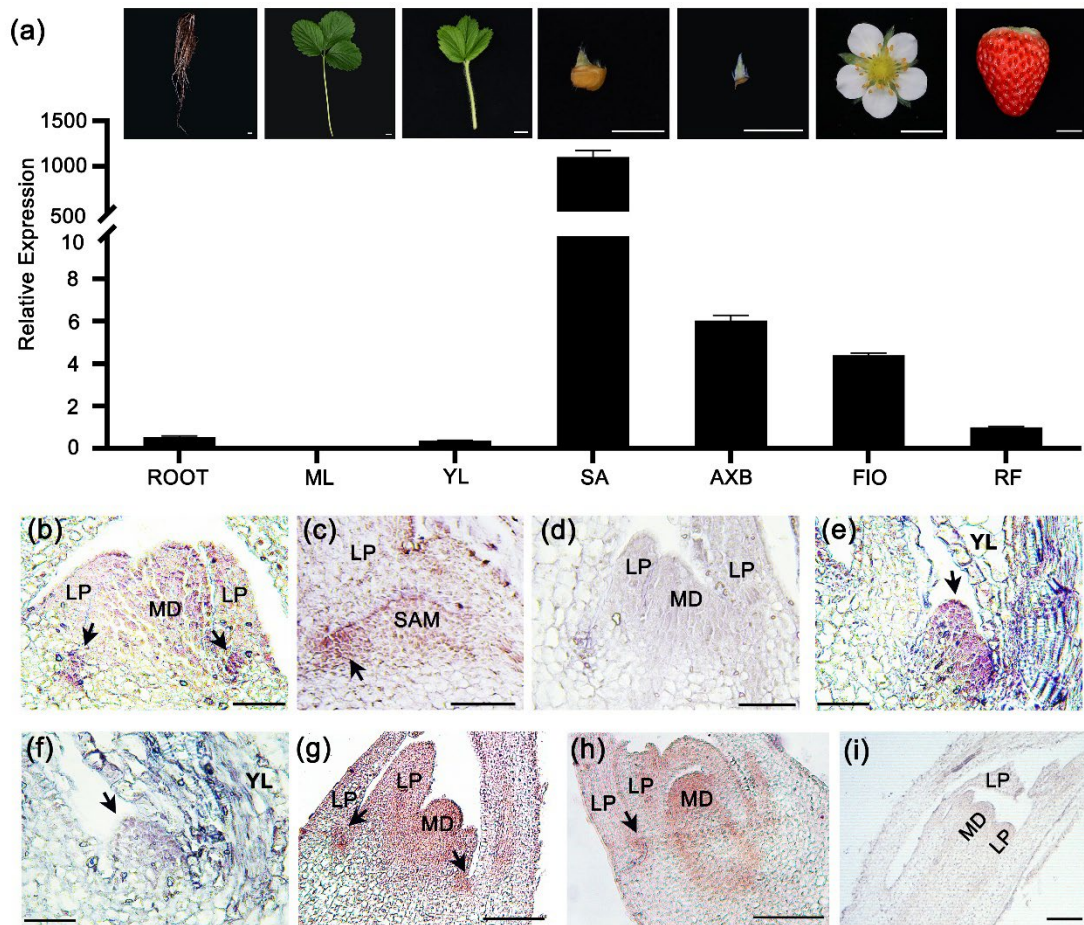 (a)
1500
1000
500
10
8
6
4
2
0
Relative Expression
ROOT ML YL SA AXB FIO RF
(b) LP MD LP
(c) LP SAM
(d) LP MD LP
(e) YL
(f) YL
(g) LP LP MD
(h) LP LP MD
(i) LP MD LP